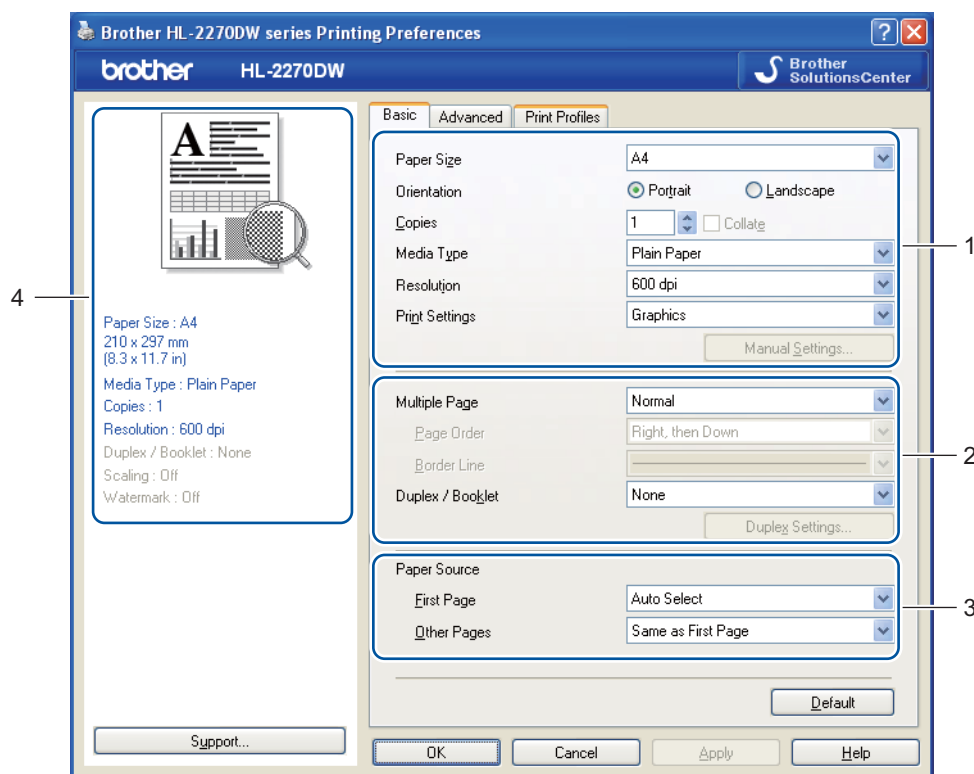 Brother HL-2270DW series Printing Preferences
brother HL-2270DW Brother SolutionsCenter
Basic Advanced Print Profiles
A
4
Paper Size : A4
210 x 297 mm
(8.3 x 11.7 in)
Media Type : Plain Paper
Copies : 1
Resolution : 600 dpi
Duplex / Booklet : None
Scaling : Off
Watermark : Off
Support...
Paper Size A4
Orientation Portrait Landscape
Copies 1 Collate
1
Media Type Plain Paper
Resolution 600 dpi
Print Settings Graphics
Manual Settings...
Multiple Page Normal
Page Order Right, then Down
2
Border Line
Duplex / Booklet None
Duplex Settings...
Paper Source
First Page Auto Select
3
Other Pages Same as First Page
Default
OK Cancel Apply Help